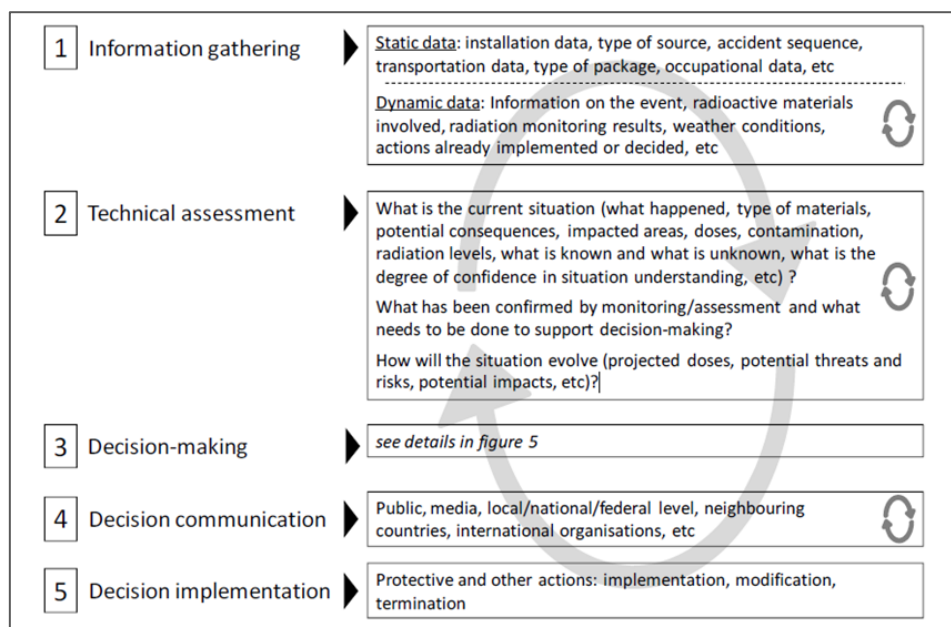 1 Information gathering
Static data: installation data, type of source, accident sequence,
transportation data, type of package, occupational data, etc
Dynamic data: Information on the event, radioactive materials
involved, radiation monitoring results, weather conditions,
actions already implemented or decided, etc
2 Technical assessment
What is the current situation (what happened, type of materials,
potential consequences, impacted areas, doses, contamination,
radiation levels, what is known and what is unknown, what is the
degree of confidence in situation understanding, etc) ?
What has been confirmed by monitoring/assessment and what
needs to be done to support decision-making?
How will the situation evolve (projected doses, potential threats and
risks, potential impacts, etc)?
3 Decision-making
see details in figure 5
4 Decision communication
Public, media, local/national/federal level, neighbouring
countries, international organisations, etc
5 Decision implementation
Protective and other actions: implementation, modification,
termination